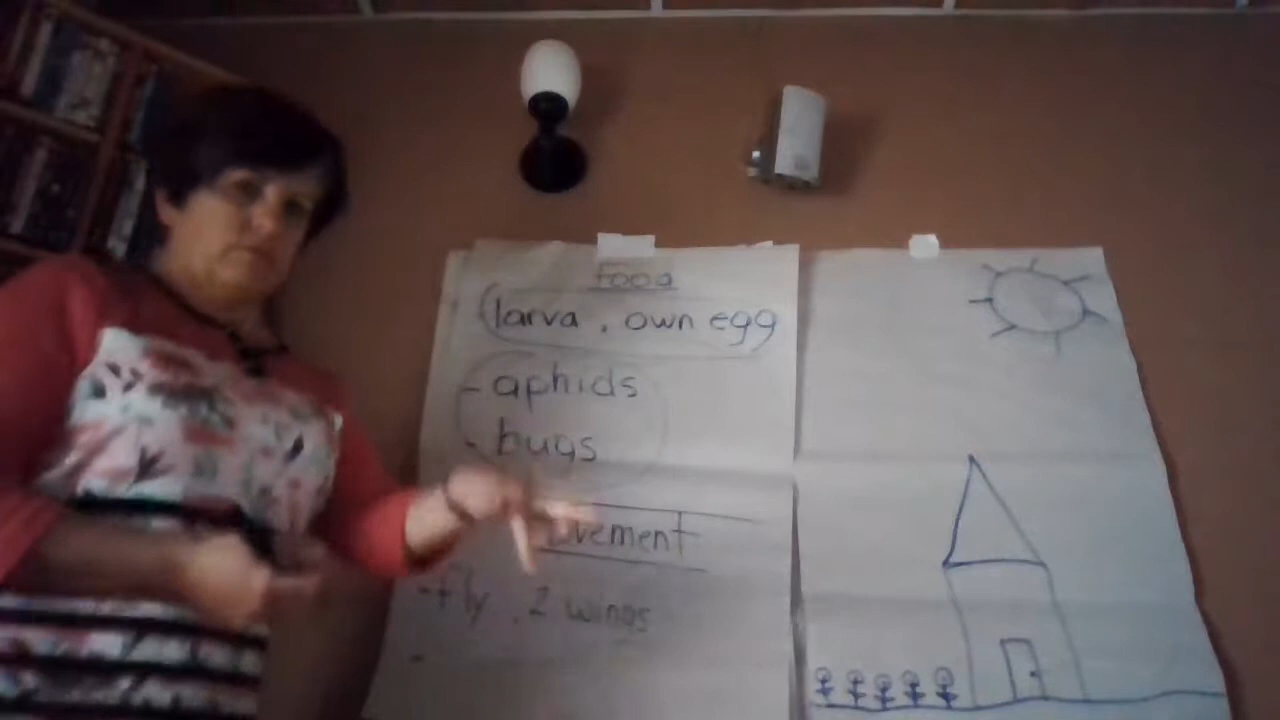 Food
larva, own egg
- aphids
- bugs
vement
- fly, 2 wings
-